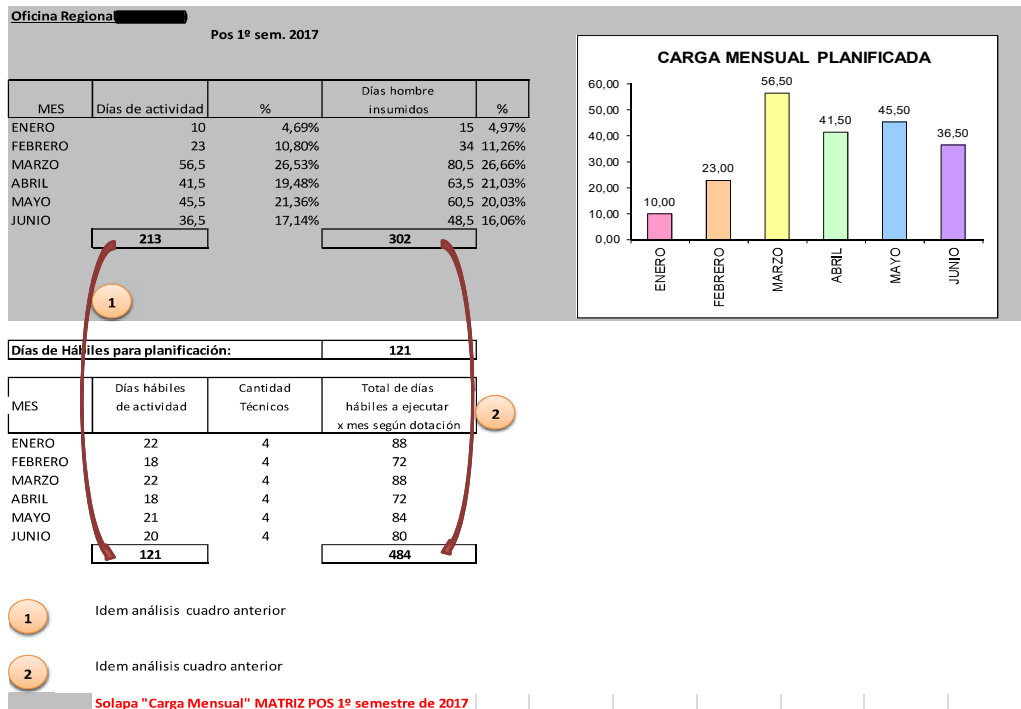 Oficina Regional
Pos 1º sem. 2017
MES Días de actividad % Días hombre insumidos %
ENERO 10 4,69% 15 4,97%
FEBRERO 23 10,80% 34 11,26%
MARZO 56,5 26,53% 80,5 26,66%
ABRIL 41,5 19,48% 63,5 21,03%
MAYO 45,5 21,36% 60,5 20,03%
JUNIO 36,5 17,14% 48,5 16,06%
213 302
1
CARGA MENSUAL PLANIFICADA
60,00
50,00
40,00
30,00
20,00
10,00
0,00
10,00 23,00 56,50 41,50 45,50 36,50
ENERO FEBRERO MARZO ABRIL MAYO JUNIO
Días de Hábiles para planificación: 121
MES Días hábiles de actividad Cantidad Técnicos Total de días hábiles a ejecutar x mes según dotación
2
ENERO 22 4 88
FEBRERO 18 4 72
MARZO 22 4 88
ABRIL 18 4 72
MAYO 21 4 84
JUNIO 20 4 80
121 484
1 Idem análisis cuadro anterior
2 Idem análisis cuadro anterior
Solapa "Carga Mensual" MATRIZ POS 1º semestre de 2017